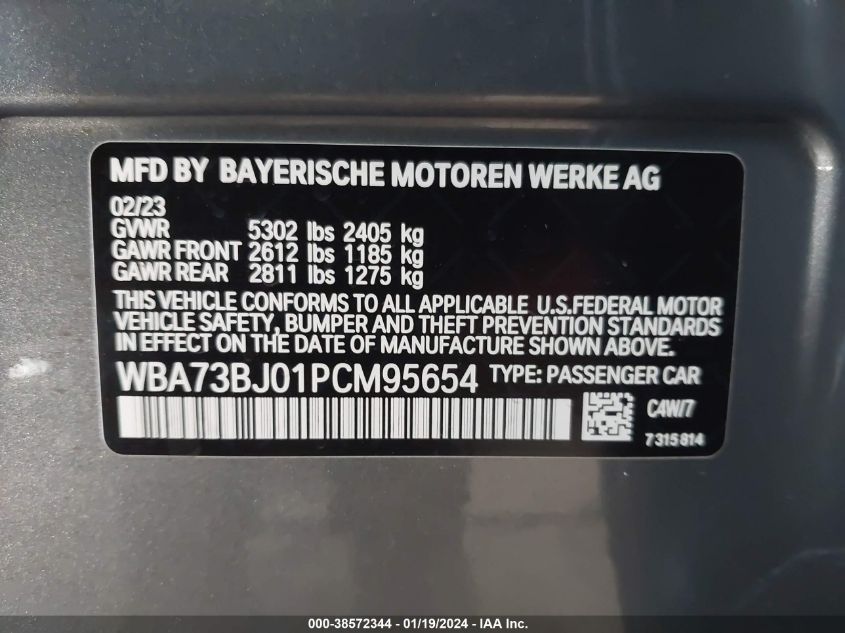 MFD BY BAYERISCHE MOTOREN WERKE AG
02/23
GVWR 5302 lbs 2405 kg
GAWR FRONT 2612 lbs 1185 kg
GAWR REAR 2811 lbs 1275 kg
THIS VEHICLE CONFORMS TO ALL APPLICABLE U.S.FEDERAL MOTOR
VEHICLE SAFETY, BUMPER AND THEFT PREVENTION STANDARDS
IN EFFECT ON THE DATE OF MANUFACTURE SHOWN ABOVE.
WBA73BJ01PCM95654 TYPE: PASSENGER CAR
C4W/7
7 315 814
000-38572344 - 01/19/2024 - IAA Inc.